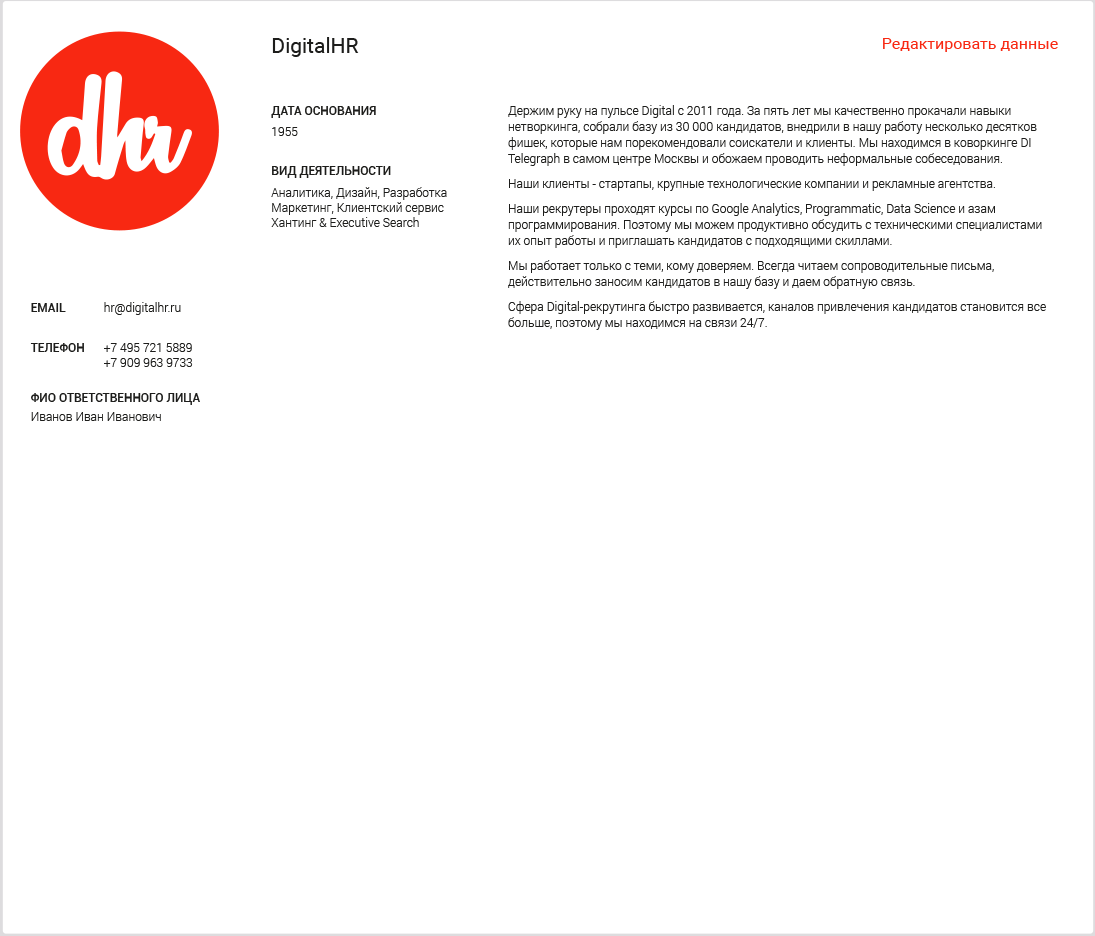 dhr
DigitalHR
Редактировать данные
ДАТА ОСНОВАНИЯ
1955
ВИД ДЕЯТЕЛЬНОСТИ
Аналитика, Дизайн, Разработка
Маркетинг, Клиентский сервис
Хантинг & Executive Search
Держим руку на пульсе Digital с 2011 года. За пять лет мы качественно прокачали навыки
нетворкинга, собрали базу из 30 000 кандидатов, внедрили в нашу работу несколько десятков
фишек, которые нам порекомендовали соискатели и клиенты. Мы находимся в коворкинге DI
Telegraph в самом центре Москвы и обожаем проводить неформальные собеседования.
Наши клиенты - стартапы, крупные технологические компании и рекламные агентства.
Наши рекрутеры проходят курсы по Google Analytics, Programmatic, Data Science и азам
программирования. Поэтому мы можем продуктивно обсудить с техническими специалистами
их опыт работы и приглашать кандидатов с подходящими скиллами.
Мы работает только с теми, кому доверяем. Всегда читаем сопроводительные письма,
действительно заносим кандидатов в нашу базу и даем обратную связь.
Сфера Digital-рекрутинга быстро развивается, каналов привлечения кандидатов становится все
больше, поэтому мы находимся на связи 24/7.
EMAIL hr@digitalhr.ru
ТЕЛЕФОН +7 495 721 5889
+7 909 963 9733
ФИО ОТВЕТСТВЕННОГО ЛИЦА
Иванов Иван Иванович